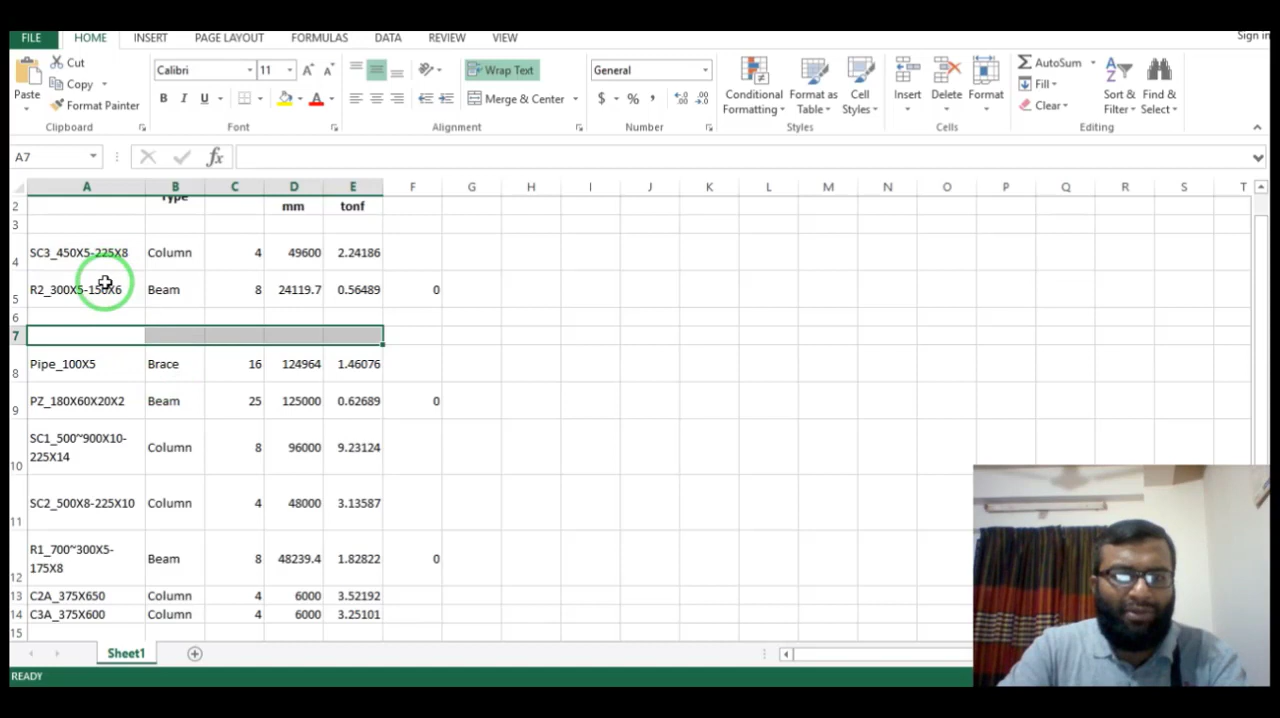 FILE HOME INSERT PAGE LAYOUT FORMULAS DATA REVIEW VIEW Sign in
Paste Cut
Copy
Format Painter
Clipboard
Calibri 11
B I U
Font
Wrap Text
Merge & Center
Alignment
General
$ % ,
Number
Conditional Formatting
Format as Table
Cell Styles
Styles
Insert Delete Format
Cells
AutoSum
Fill
Clear
Sort & Filter
Find & Select
Editing
A7 fx
A B C D E F G H I J K L M N O P Q R S T
2 Type mm tonf
3
4 SC3_450X5-225X8 Column 4 49600 2.24186
5 R2_300X5-150X6 Beam 8 24119.7 0.56489 0
6
7
8 Pipe_100X5 Brace 16 124964 1.46076
9 PZ_180X60X20X2 Beam 25 125000 0.62689 0
10 SC1_500~900X10-225X14 Column 8 96000 9.23124
11 SC2_500X8-225X10 Column 4 48000 3.13587
12 R1_700~300X5-175X8 Beam 8 48239.4 1.82822 0
13 C2A_375X650 Column 4 6000 3.52192
14 C3A_375X600 Column 4 6000 3.25101
15
Sheet1
READY